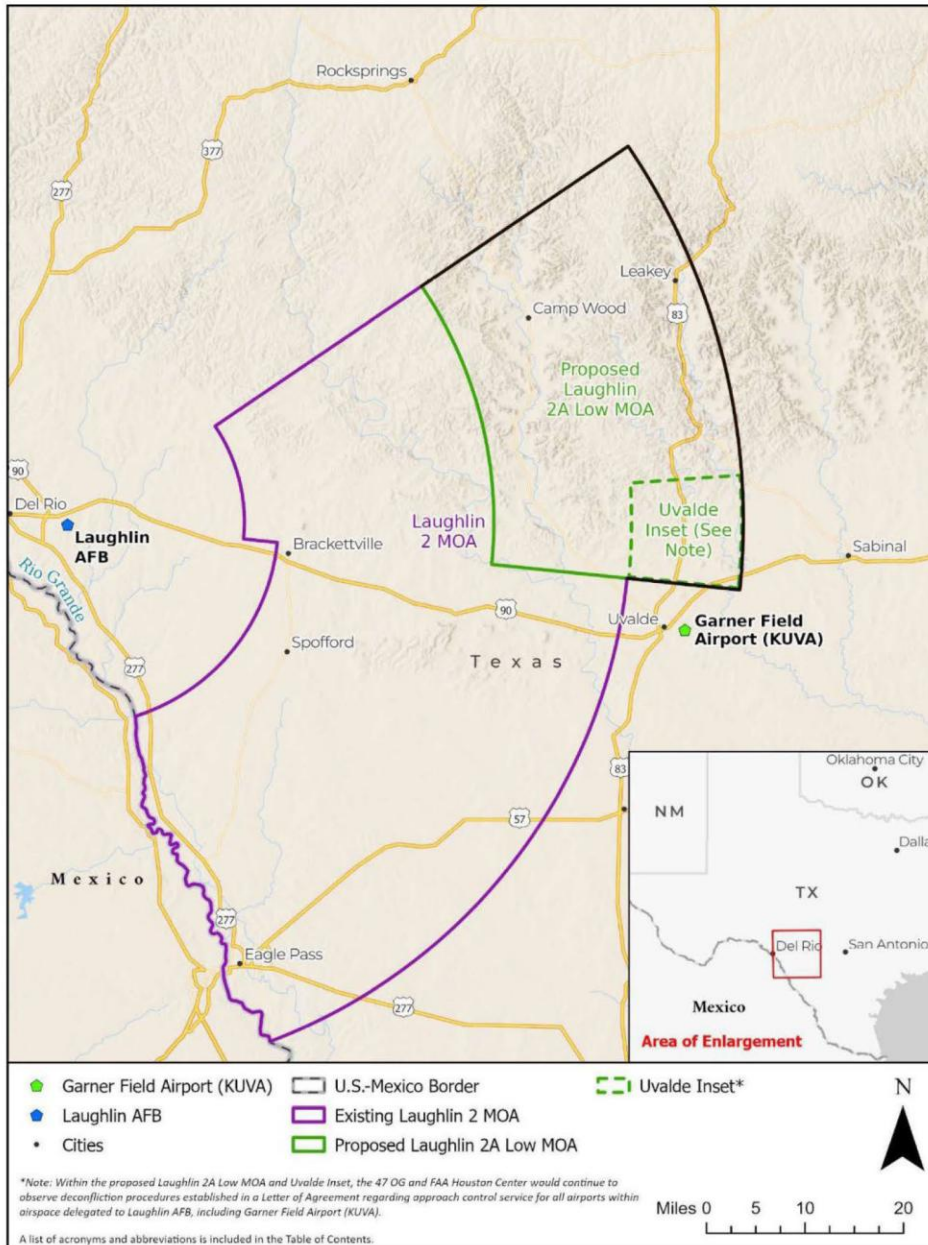 Rocksprings
377
277
Leakey
Camp Wood
83
Proposed
Laughlin
2A Low MOA
90
Del Rio
Laughlin
AFB
Rio Grande
Laughlin
2 MOA
Uvalde
Inset (See
Note)
Brackettville
Sabinal
90
Uvalde
Garner Field
Airport (KUVA)
Spofford
Texas
277
83
57
Mexico
277
Eagle Pass
277
Oklahoma City
OK
NM
Dalla
TX
Del Rio
San Antonio
Mexico
Area of Enlargement
Garner Field Airport (KUVA)
U.S.-Mexico Border
Uvalde Inset*
N
Laughlin AFB
Existing Laughlin 2 MOA
Cities
Proposed Laughlin 2A Low MOA
*Note: Within the proposed Laughlin 2A Low MOA and Uvalde Inset, the 47 OG and FAA Houston Center would continue to
observe deconfliction procedures established in a Letter of Agreement regarding approach control service for all airports within
airspace delegated to Laughlin AFB, including Garner Field Airport (KUVA).
Miles 0 5 10 20
A list of acronyms and abbreviations is included in the Table of Contents.